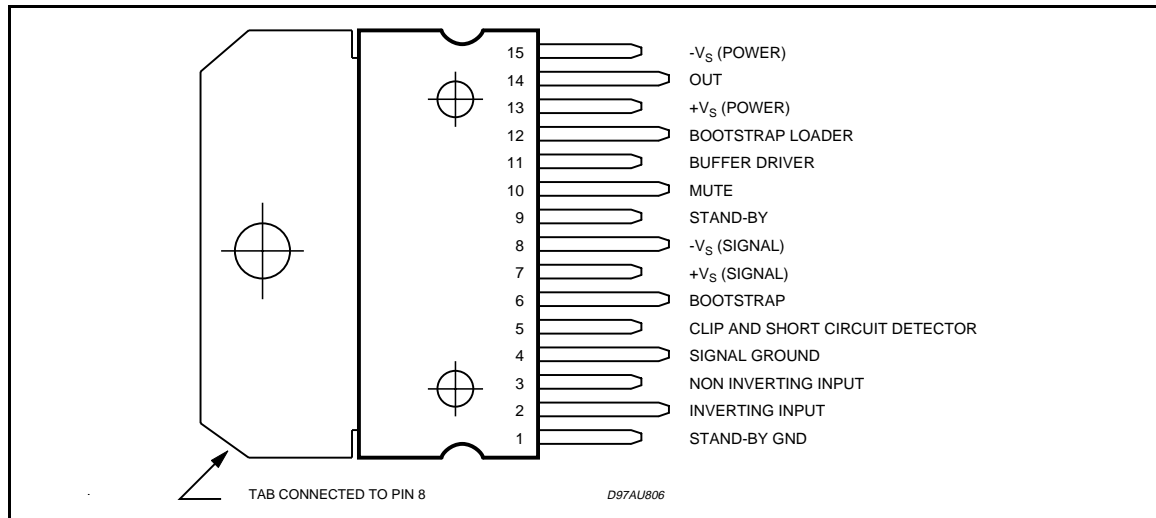 15 -VS (POWER)
14 OUT
13 +VS (POWER)
12 BOOTSTRAP LOADER
11 BUFFER DRIVER
10 MUTE
9 STAND-BY
8 -VS (SIGNAL)
7 +VS (SIGNAL)
6 BOOTSTRAP
5 CLIP AND SHORT CIRCUIT DETECTOR
4 SIGNAL GROUND
3 NON INVERTING INPUT
2 INVERTING INPUT
1 STAND-BY GND
TAB CONNECTED TO PIN 8
D97AU806